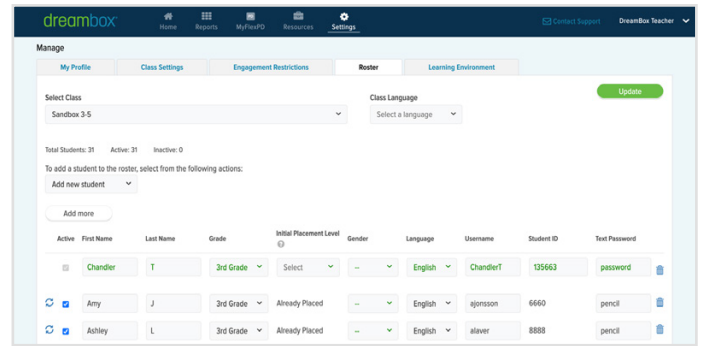 dreambox
Home Reports MyFlexPD Resources Settings
Contact Support DreamBox Teacher
Manage
My Profile Class Settings Engagement Restrictions Roster Learning Environment
Update
Select Class Class Language
Sandbox 3-5 Select a language
Total Students: 31 Active: 31 Inactive: 0
To add a student to the roster, select from the following actions:
Add new student
Add more
Active First Name Last Name Grade Initial Placement Level Gender Language Username Student ID Text Password
Chandler T 3rd Grade Select -- English ChandlerT 135663 password
Amy J 3rd Grade Already Placed -- English ajonsson 6660 pencil
Ashley L 3rd Grade Already Placed -- English alaver 8888 pencil